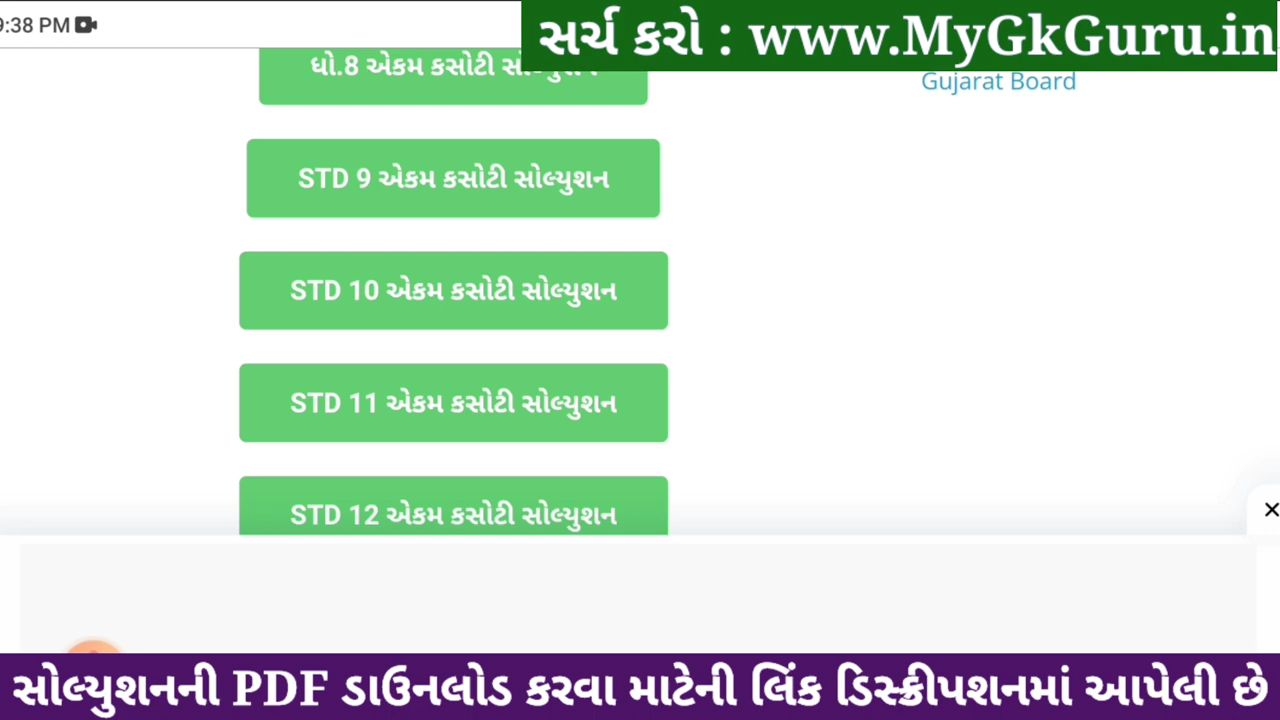 9:38 PM
સર્ચ કરો : www.MyGkGuru.in
Gujarat Board
ધો.8 એકમ કસોટી
STD 9 એકમ કસોટી સોલ્યુશન
STD 10 એકમ કસોટી સોલ્યુશન
STD 11 એકમ કસોટી સોલ્યુશન
STD 12 એકમ કસોટી સોલ્યુશન
સોલ્યુશનની PDF ડાઉનલોડ કરવા માટેની લિંક ડિસ્ક્રીપશનમાં આપેલી છે